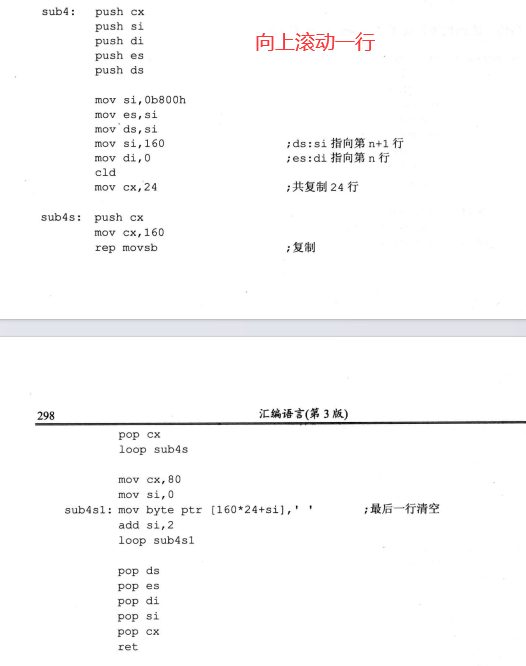 sub4: push cx
向上滚动一行
push si
push di
push es
push ds
mov si,0b800h
mov es,si
mov ds,si
mov si,160 ;ds:si 指向第 n+1 行
mov di,0 ;es:di 指向第 n 行
cld
mov cx,24 ;共复制 24 行
sub4s: push cx
mov cx,160
rep movsb ;复制
298 汇编语言(第 3 版)
pop cx
loop sub4s
mov cx,80
mov si,0
sub4s1: mov byte ptr [160*24+si],' ' ;最后一行清空
add si,2
loop sub4s1
pop ds
pop es
pop di
pop si
pop cx
ret